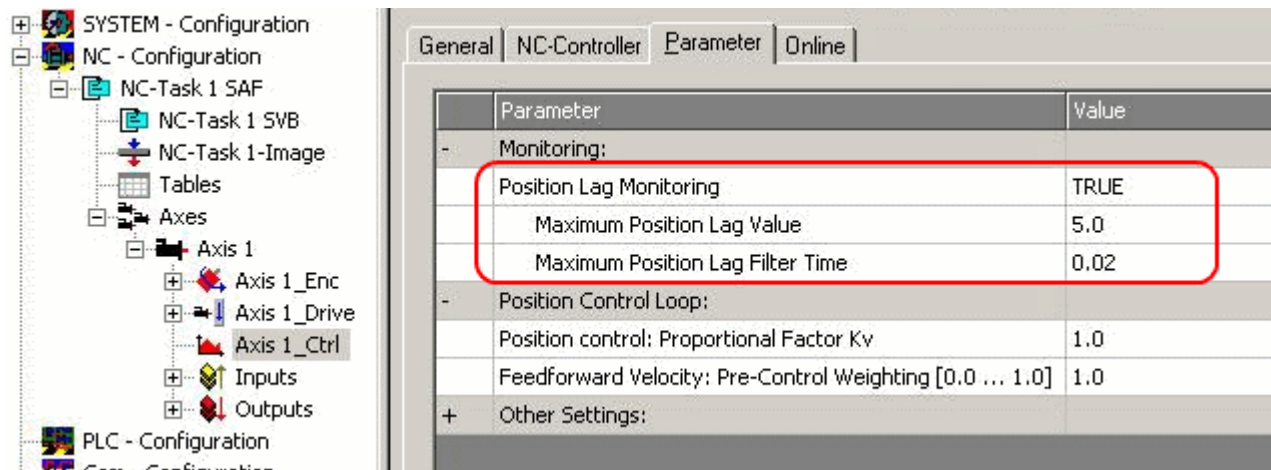 SYSTEM - Configuration
NC - Configuration
NC-Task 1 SAF
NC-Task 1 SVB
NC-Task 1-Image
Tables
Axes
Axis 1
Axis 1_Enc
Axis 1_Drive
Axis 1_Ctrl
Inputs
Outputs
PLC - Configuration
Cam - Configuration
General NC-Controller Parameter Online
Parameter Value
- Monitoring:
Position Lag Monitoring TRUE
Maximum Position Lag Value 5.0
Maximum Position Lag Filter Time 0.02
- Position Control Loop:
Position control: Proportional Factor Kv 1.0
Feedforward Velocity: Pre-Control Weighting [0.0 ... 1.0] 1.0
+ Other Settings: